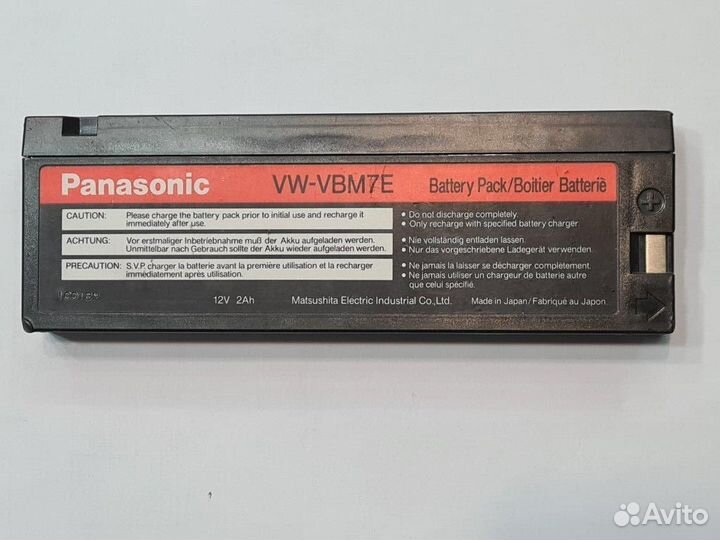 Panasonic VW-VBM7E Battery Pack/Boitier Batterie
CAUTION: Please charge the battery pack prior to initial use and recharge it
immediately after use.
• Do not discharge completely.
• Only recharge with specified battery charger
ACHTUNG: Vor erstmaliger Inbetriebnahme muß der Akku aufgeladen werden.
Unmittelbar nach Gebrauch sollte der Akku wieder aufgeladen werden.
• Nie vollständig entladen lassen.
• Nur das vorgeschriebene Ladegerät verwenden.
PRECAUTION: S.V.P. charger la batterie avant la première utilisation et la recharger
immédiatement après utilisation.
• Ne jamais la laisser se décharger complètement.
• Ne jamais utiliser un chargeur de batterie autre
que celui spécifié.
12V 2Ah Matsushita Electric Industrial Co., Ltd. Made in Japan/Fabriqué au Japon.
Avito